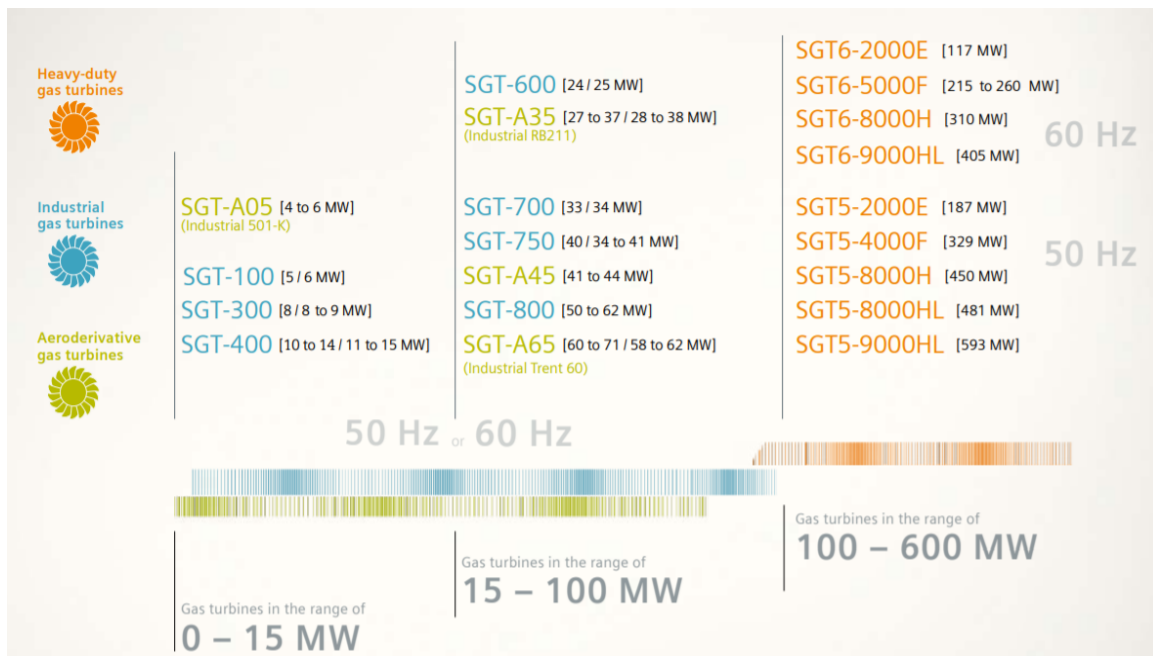 Heavy-duty
gas turbines
Industrial
gas turbines
Aeroderivative
gas turbines
SGT-A05 [4 to 6 MW]
(Industrial 501-K)
SGT-100 [5 / 6 MW]
SGT-300 [8 / 8 to 9 MW]
SGT-400 [10 to 14 / 11 to 15 MW]
SGT-600 [24 / 25 MW]
SGT-A35 [27 to 37 / 28 to 38 MW]
(Industrial RB211)
SGT-700 [33 / 34 MW]
SGT-750 [40 / 34 to 41 MW]
SGT-A45 [41 to 44 MW]
SGT-800 [50 to 62 MW]
SGT-A65 [60 to 71 / 58 to 62 MW]
(Industrial Trent 60)
SGT6-2000E [117 MW]
SGT6-5000F [215 to 260 MW]
SGT6-8000H [310 MW]
SGT6-9000HL [405 MW]
60 Hz
SGT5-2000E [187 MW]
SGT5-4000F [329 MW]
SGT5-8000H [450 MW]
SGT5-8000HL [481 MW]
SGT5-9000HL [593 MW]
50 Hz
50 Hz or 60 Hz
Gas turbines in the range of
0 – 15 MW
Gas turbines in the range of
15 – 100 MW
Gas turbines in the range of
100 – 600 MW